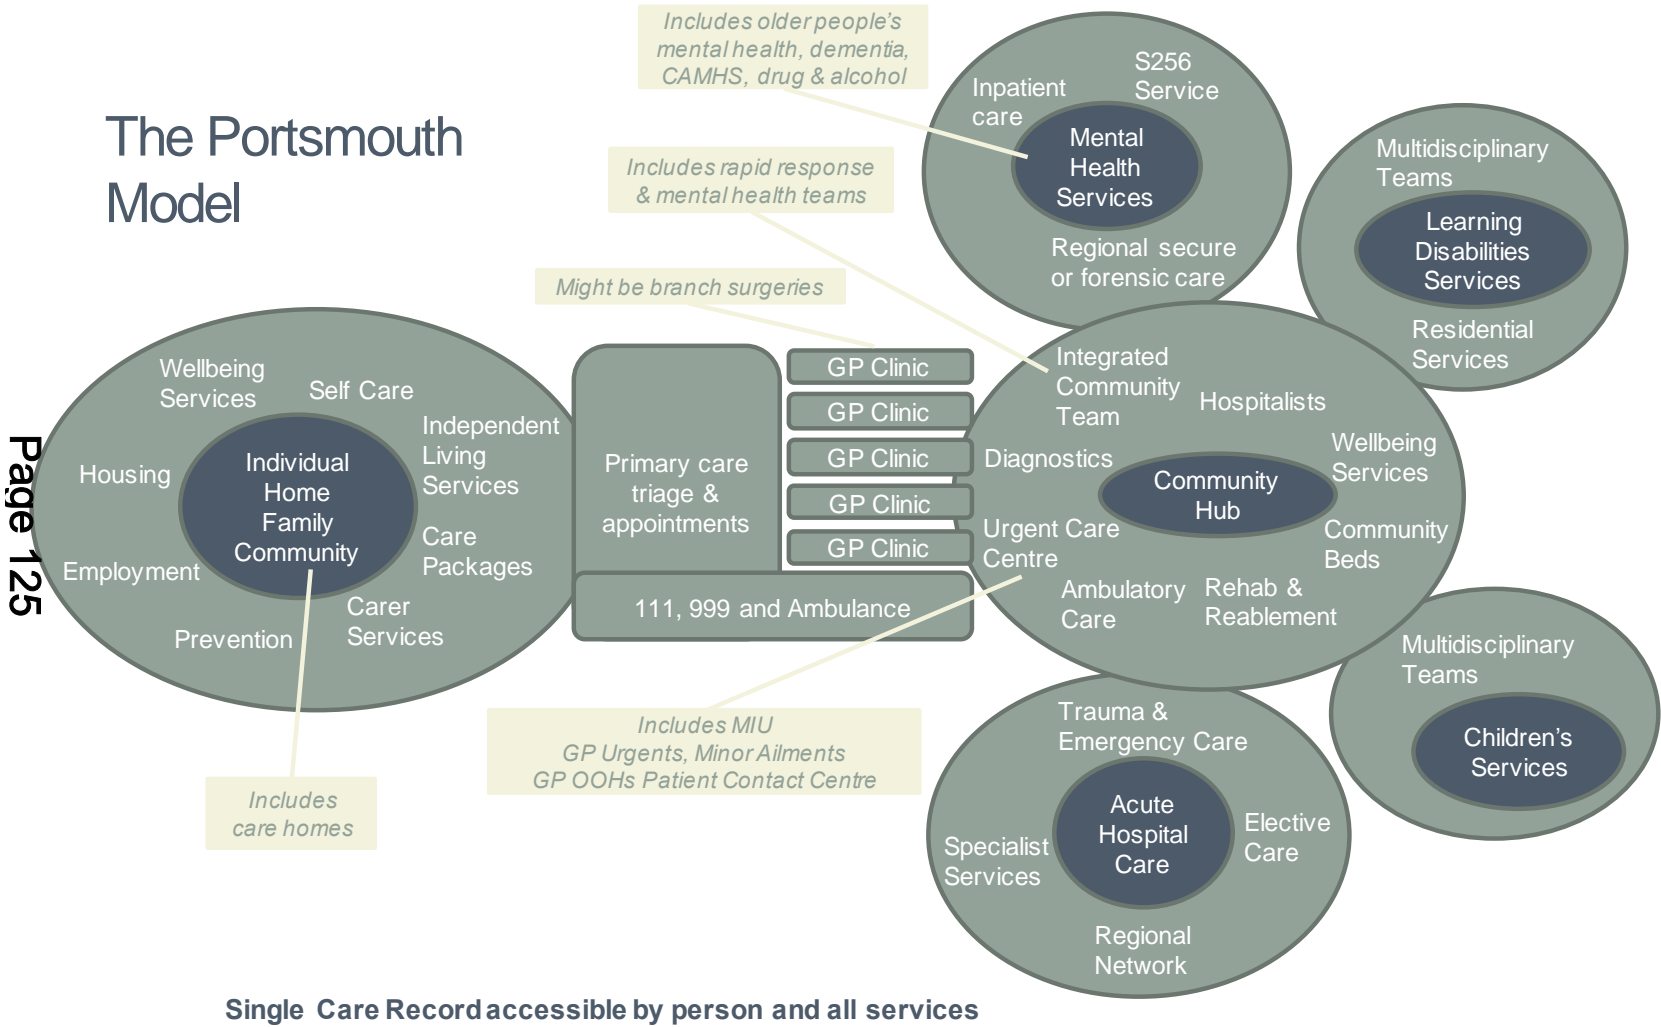 The Portsmouth
Model
Includes older people's
mental health, dementia,
CAMHS, drug & alcohol
Includes rapid response
& mental health teams
Might be branch surgeries
Inpatient
care
S256
Service
Mental
Health
Services
Regional secure
or forensic care
Multidisciplinary
Teams
Learning
Disabilities
Services
Residential
Services
Page 125
Wellbeing
Services
Self Care
Independent
Living
Services
Housing
Individual
Home
Family
Community
Care
Packages
Employment
Carer
Services
Prevention
Includes
care homes
Primary care
triage &
appointments
GP Clinic
GP Clinic
GP Clinic
GP Clinic
GP Clinic
111, 999 and Ambulance
Integrated
Community
Team
Hospitalists
Diagnostics
Wellbeing
Services
Community
Hub
Urgent Care
Centre
Community
Beds
Ambulatory
Care
Rehab &
Reablement
Includes MIU
GP Urgents, Minor Ailments
GP OOHs Patient Contact Centre
Multidisciplinary
Teams
Children's
Services
Trauma &
Emergency Care
Acute
Hospital
Care
Elective
Care
Specialist
Services
Regional
Network
Single Care Record accessible by person and all services